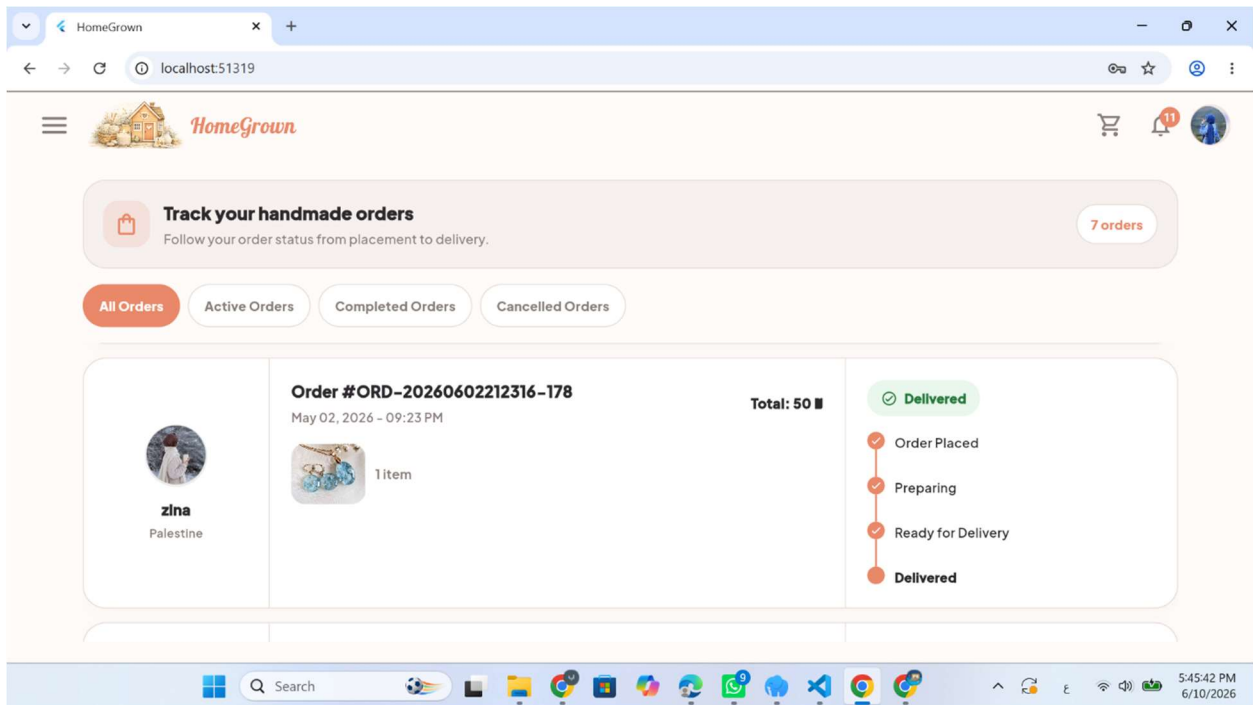 HomeGrown
localhost:51319
HomeGrown
11
Track your handmade orders
Follow your order status from placement to delivery.
7 orders
All Orders
Active Orders
Completed Orders
Cancelled Orders
zina
Palestine
Order #ORD-20260602212316-178
May 02, 2026 - 09:23 PM
1 item
Total: 50
Delivered
Order Placed
Preparing
Ready for Delivery
Delivered
Search
9
ع
5:45:42 PM
6/10/2026